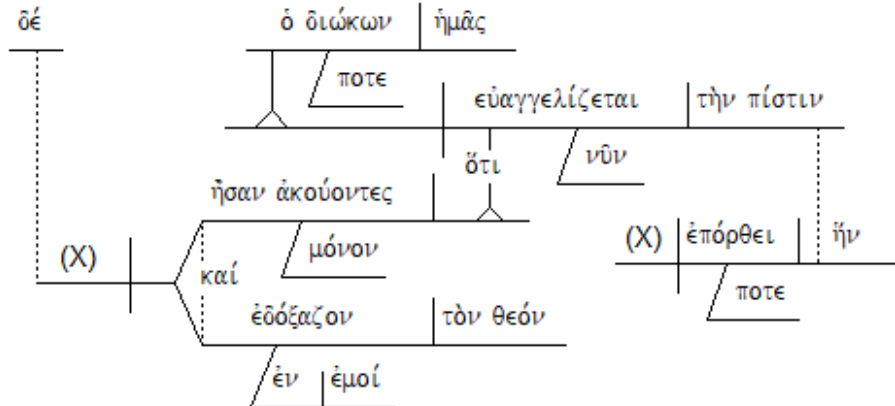 δέ ὁ διώκων ἡμᾶς
ποτε
εὐαγγελίζεται τὴν πίστιν
ὅτι νῦν
ἦσαν ἀκούοντες
μόνον
(X) καί (X) ἐπόρθει ἥν
ποτε
ἐδόξαζον τὸν θεόν
ἐν ἐμοί